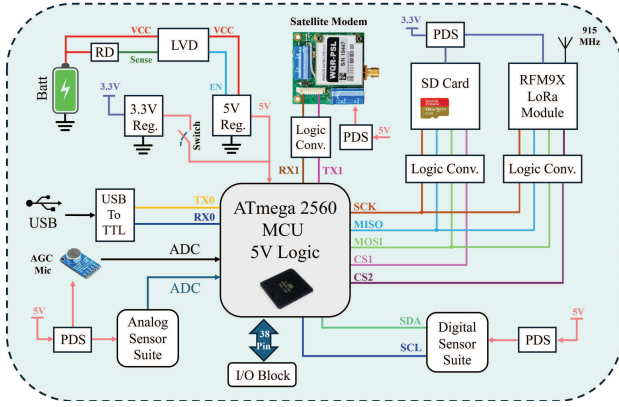 VCC
VCC
RD
LVD
Sense
Batt
EN
3.3V
3.3V
Reg.
Switch
5V
Reg.
5V
Satellite Modem
WQR-PSL
Logic
Conv.
PDS
5V
RX1
TX1
3.3V
PDS
915
MHz
SD Card
SanDisk
RFM9X
LoRa
Module
Logic Conv.
Logic Conv.
USB
USB
To
TTL
TX0
RX0
ATmega 2560
MCU
5V Logic
SCK
MISO
MOSI
CS1
CS2
AGC
Mic
ADC
ADC
5V
PDS
Analog
Sensor
Suite
38
Pin
I/O Block
SDA
SCL
Digital
Sensor
Suite
PDS
5V